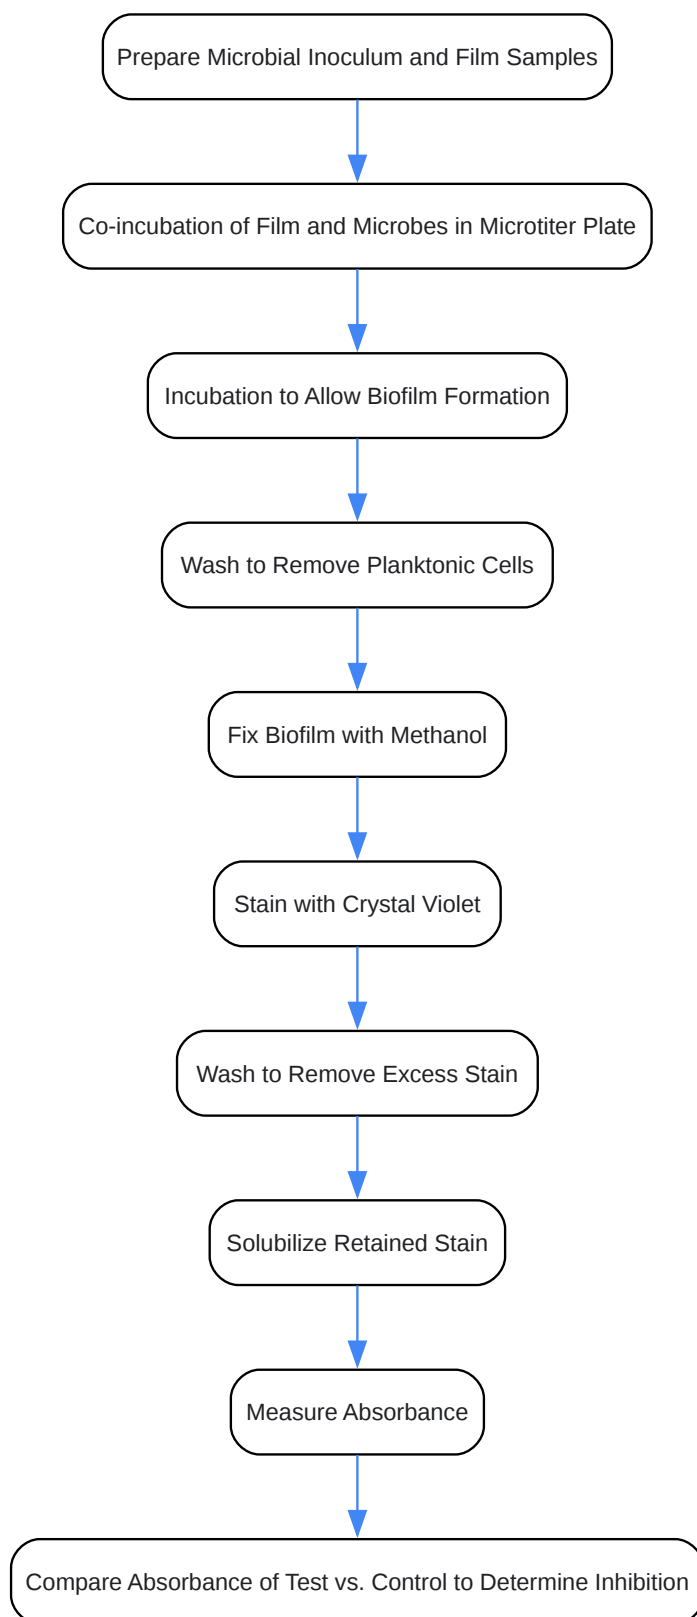 Prepare Microbial Inoculum and Film Samples
Co-incubation of Film and Microbes in Microtiter Plate
Incubation to Allow Biofilm Formation
Wash to Remove Planktonic Cells
Fix Biofilm with Methanol
Stain with Crystal Violet
Wash to Remove Excess Stain
Solubilize Retained Stain
Measure Absorbance
Compare Absorbance of Test vs. Control to Determine Inhibition